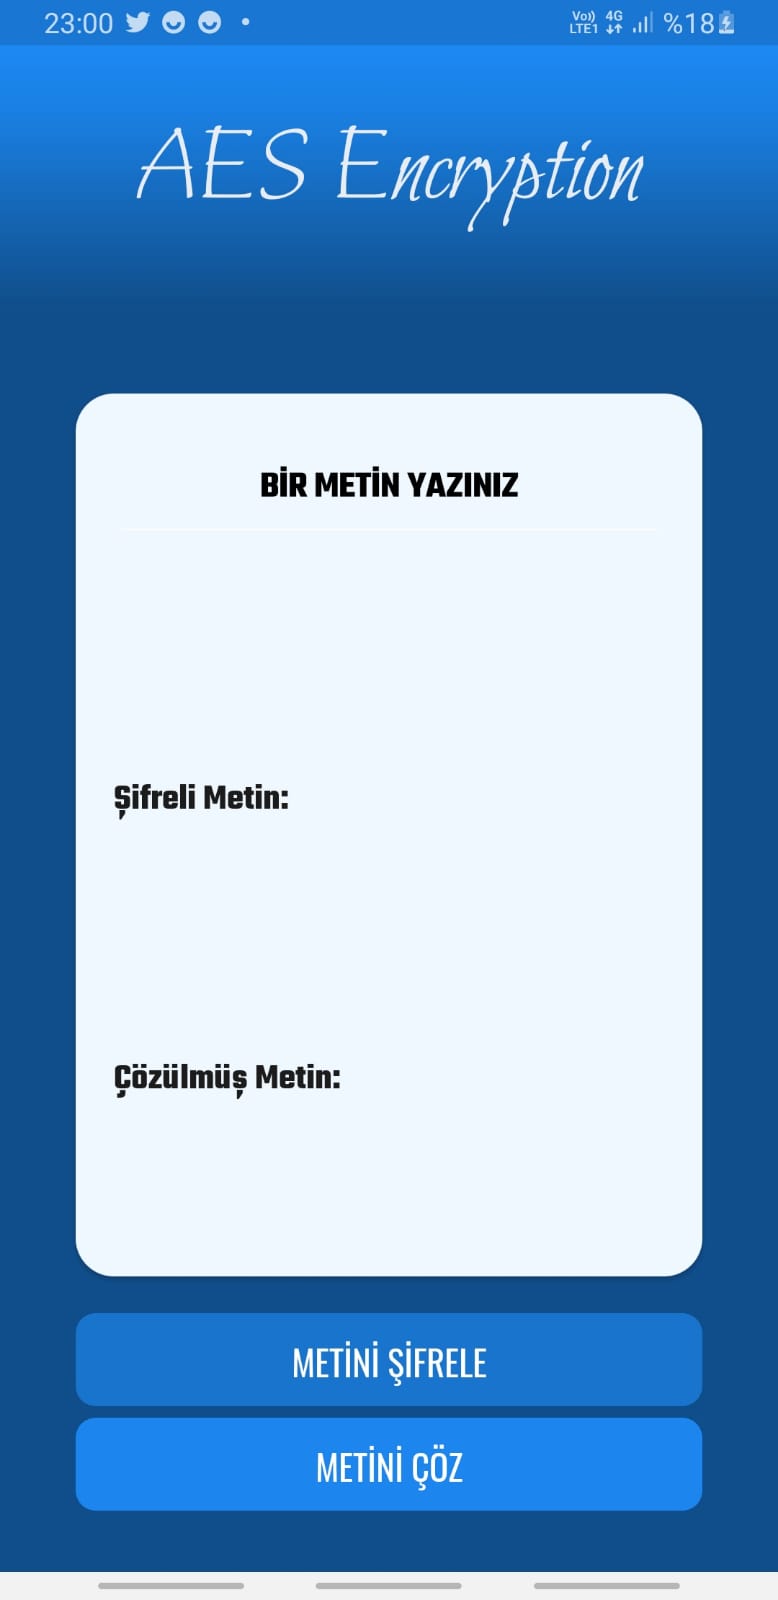 23:00 Vo)) LTE1 4G %18
AES Encryption
BİR METİN YAZINIZ
Şifreli Metin:
Çözülmüş Metin:
METİNİ ŞİFRELE
METİNİ ÇÖZ